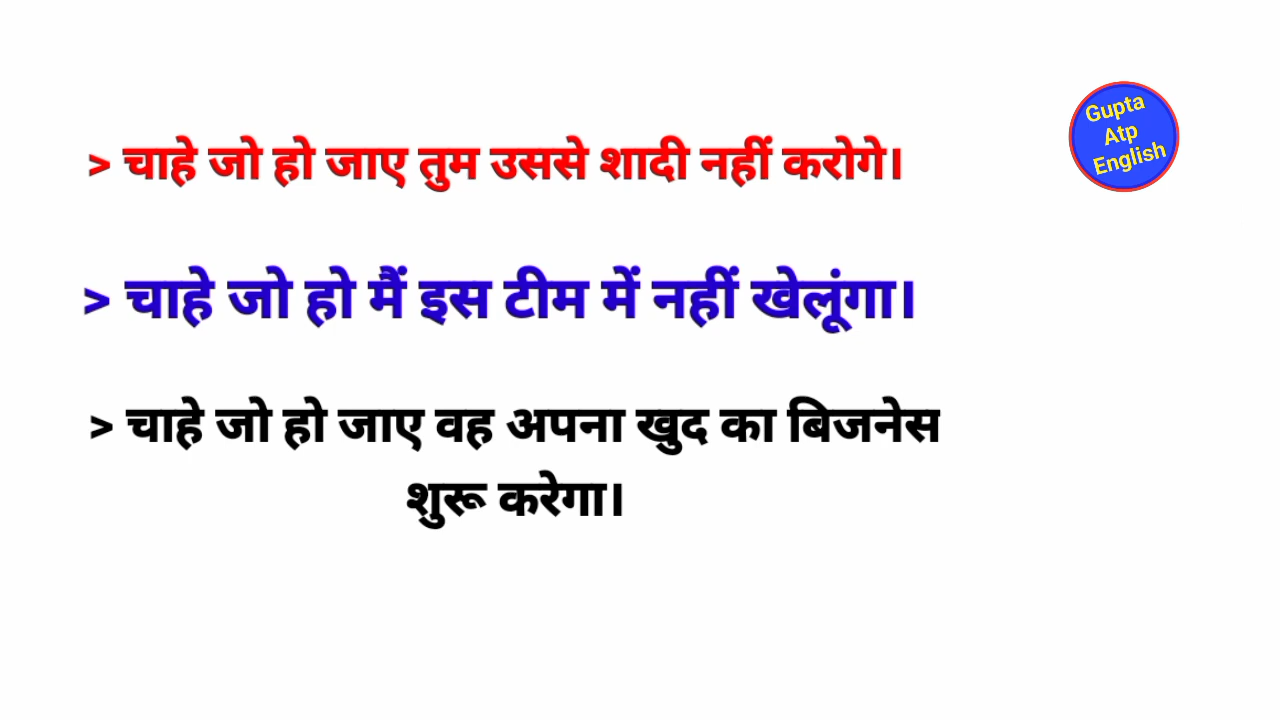 > चाहे जो हो जाए तुम उससे शादी नहीं करोगे।
Gupta
Atp
English
> चाहे जो हो मैं इस टीम में नहीं खेलूंगा।
> चाहे जो हो जाए वह अपना खुद का बिजनेस
शुरू करेगा।